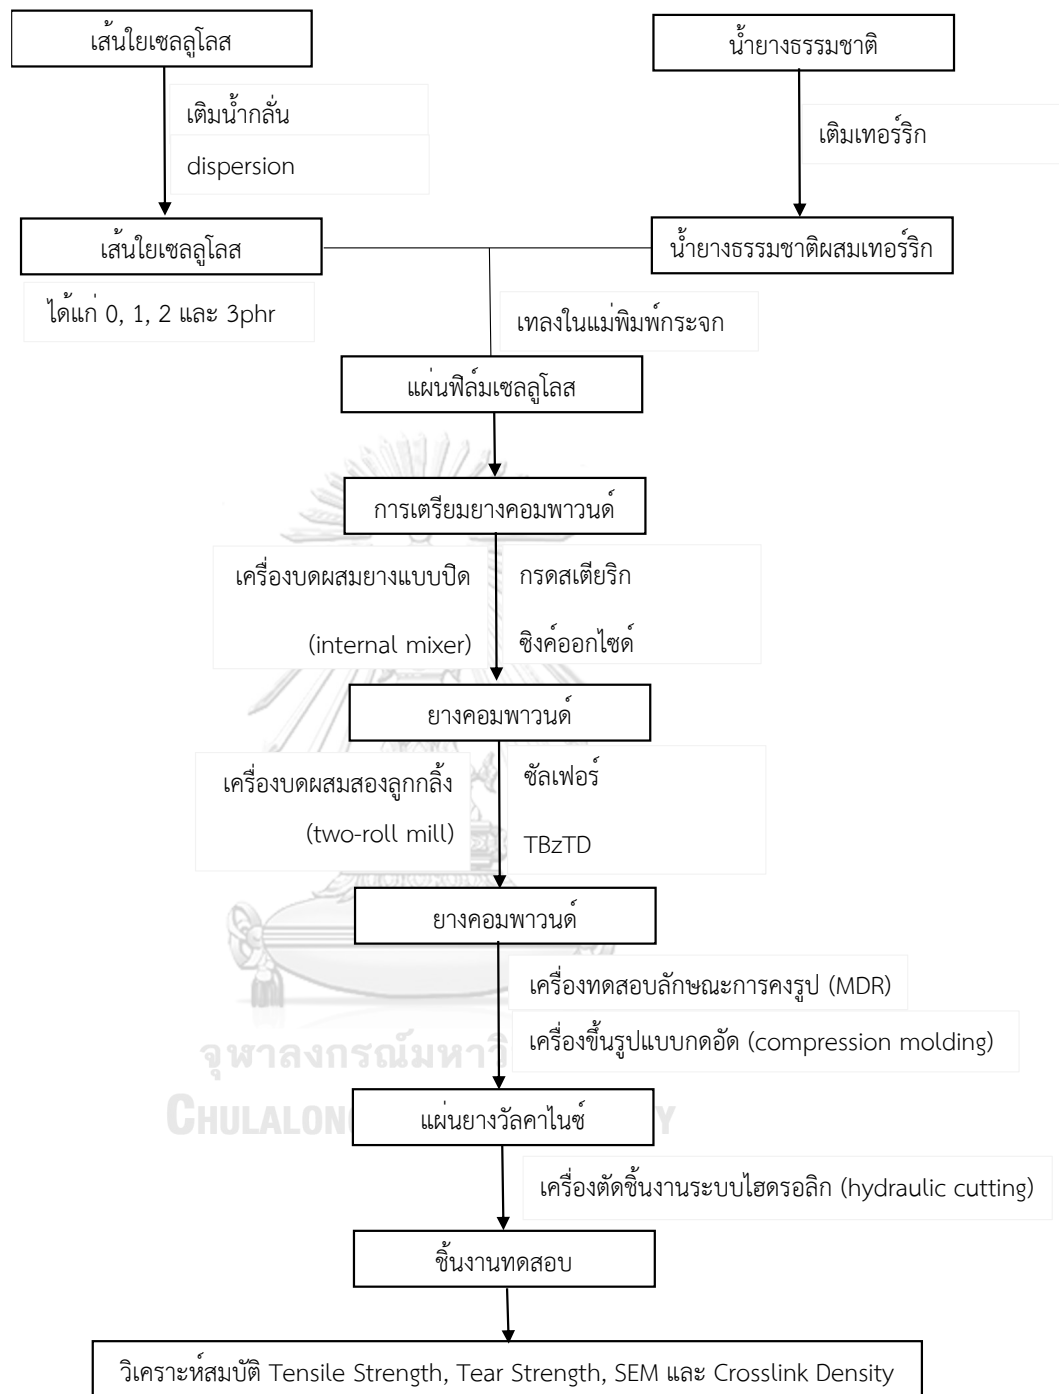 เส้นใยเซลลูโลส
น้ำยางธรรมชาติ
เติมน้ำกลั่น
dispersion
เติมเทอร์ริก
เส้นใยเซลลูโลส
น้ำยางธรรมชาติผสมเทอร์ริก
ได้แก่ 0, 1, 2 และ 3phr
เทลงในแม่พิมพ์กระจก
แผ่นฟิล์มเซลลูโลส
การเตรียมยางคอมพาวนด์
เครื่องบดผสมยางแบบปิด
(internal mixer)
กรดสเตียริก
ซิงค์ออกไซด์
ยางคอมพาวนด์
เครื่องบดผสมสองลูกกลิ้ง
(two-roll mill)
ซัลเฟอร์
TBzTD
ยางคอมพาวนด์
เครื่องทดสอบลักษณะการคงรูป (MDR)
เครื่องขึ้นรูปแบบกดอัด (compression molding)
แผ่นยางวัลคาไนซ์
เครื่องตัดชิ้นงานระบบไฮดรอลิก (hydraulic cutting)
ชิ้นงานทดสอบ
วิเคราะห์สมบัติ Tensile Strength, Tear Strength, SEM และ Crosslink Density